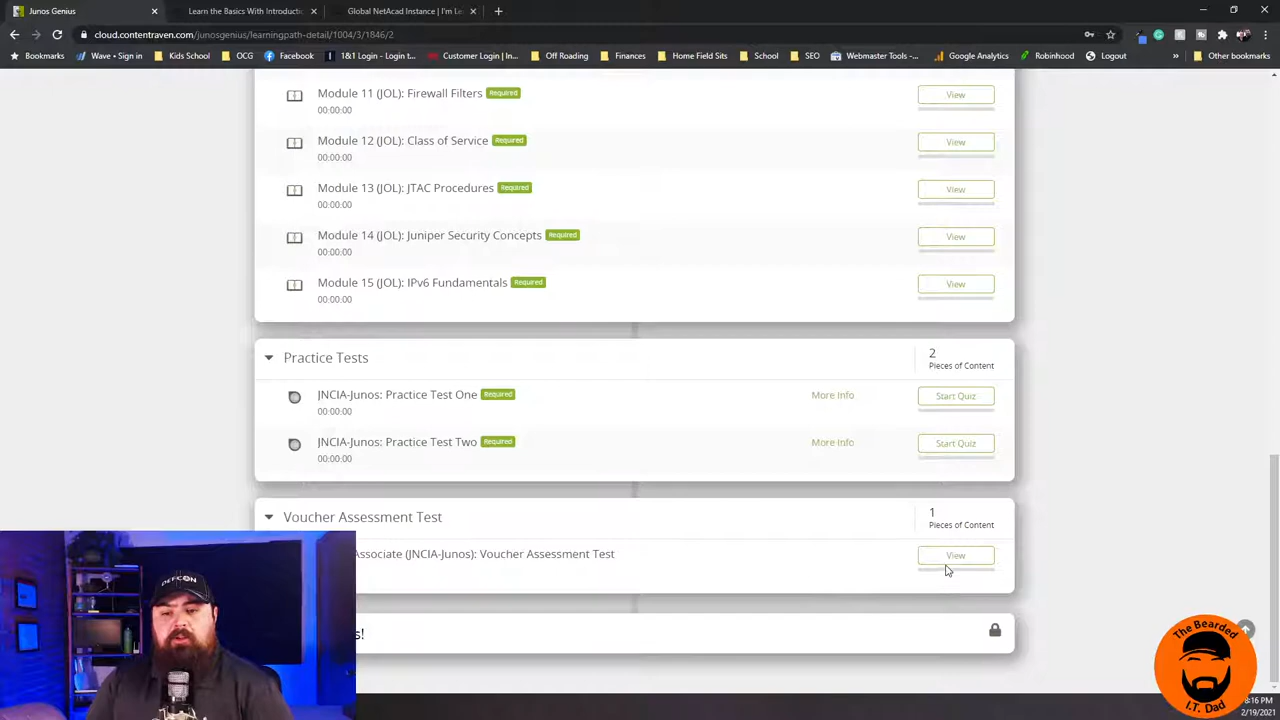 Junos Genius
Learn the Basics With Introductio
Global NetAcad Instance | I'm Le
cloud.contentraven.com/junosgenius/learningpath-detail/1004/3/1846/2
Bookmarks
Wave • Sign in
Kids School
OCG
Facebook
1&1 Login - Login t...
Customer Login | In...
Off Roading
Finances
Home Field Sits
School
SEO
Webmaster Tools -...
Google Analytics
Robinhood
Logout
Other bookmarks
Module 11 (JOL): Firewall Filters Required View
00:00:00
Module 12 (JOL): Class of Service Required View
00:00:00
Module 13 (JOL): JTAC Procedures Required View
00:00:00
Module 14 (JOL): Juniper Security Concepts Required View
00:00:00
Module 15 (JOL): IPv6 Fundamentals Required View
00:00:00
Practice Tests
2
Pieces of Content
JNCIA-Junos: Practice Test One Required More Info Start Quiz
00:00:00
JNCIA-Junos: Practice Test Two Required More Info Start Quiz
00:00:00
Voucher Assessment Test
1
Pieces of Content
Associate (JNCIA-Junos): Voucher Assessment Test View
s!
DEFCON
The Bearded
I.T. Dad
8:16 PM
2/19/2021